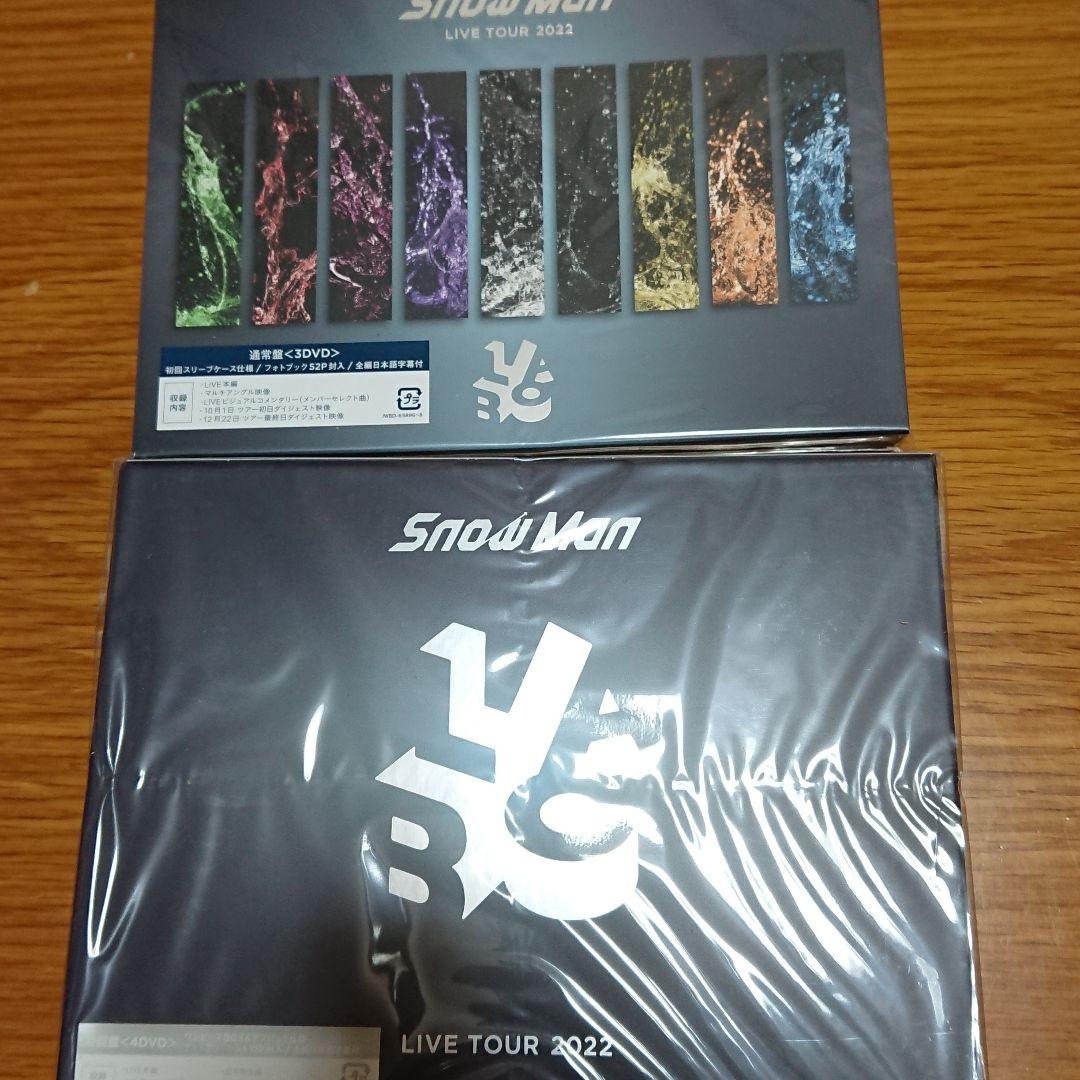 Snow Man
LIVE TOUR 2022
通常盤<3DVD>
初回スリーブケース仕様 / フォトブック52P封入 / 全編日本語字幕付
収録
内容
・LIVE本編
・マルチアングル映像
・LIVEビジュアルコメンタリー(メンバーセレクト曲)
・10月1日 ツアー初日ダイジェスト映像
・12月22日 ツアー最終日ダイジェスト映像
プラ
Snow Man
LIVE TOUR 2022
盤<4DVD>
収録